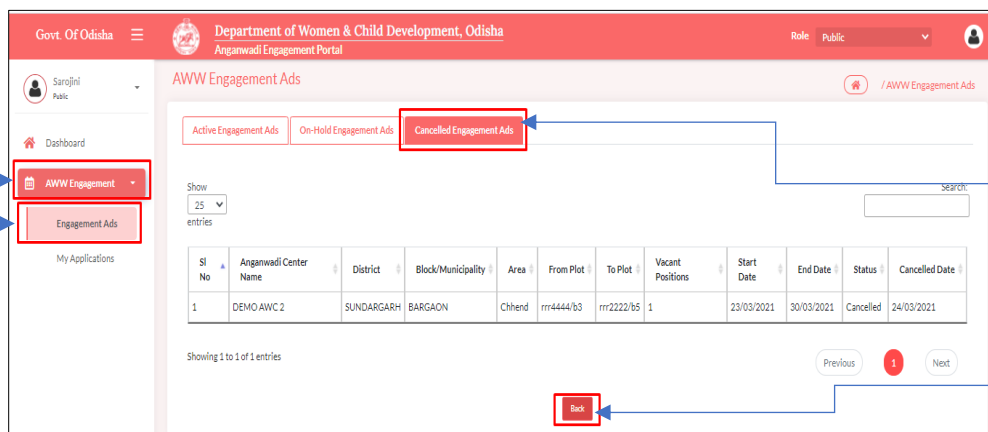 Govt. Of Odisha
Department of Women & Child Development, Odisha
Anganwadi Engagement Portal
Role Public
Sarojini
Public
AWW Engagement Ads
/ AWW Engagement Ads
Dashboard
AWW Engagement
Engagement Ads
My Applications
Active Engagement Ads On-Hold Engagement Ads Cancelled Engagement Ads
Show
25
entries
Search:
Sl No Anganwadi Center Name District Block/Municipality Area From Plot To Plot Vacant Positions Start Date End Date Status Cancelled Date
1 DEMO AWC 2 SUNDARGARH BARGAON Chhend rrr4444/b3 rrr2222/b5 1 23/03/2021 30/03/2021 Cancelled 24/03/2021
Showing 1 to 1 of 1 entries
Previous 1 Next
Back